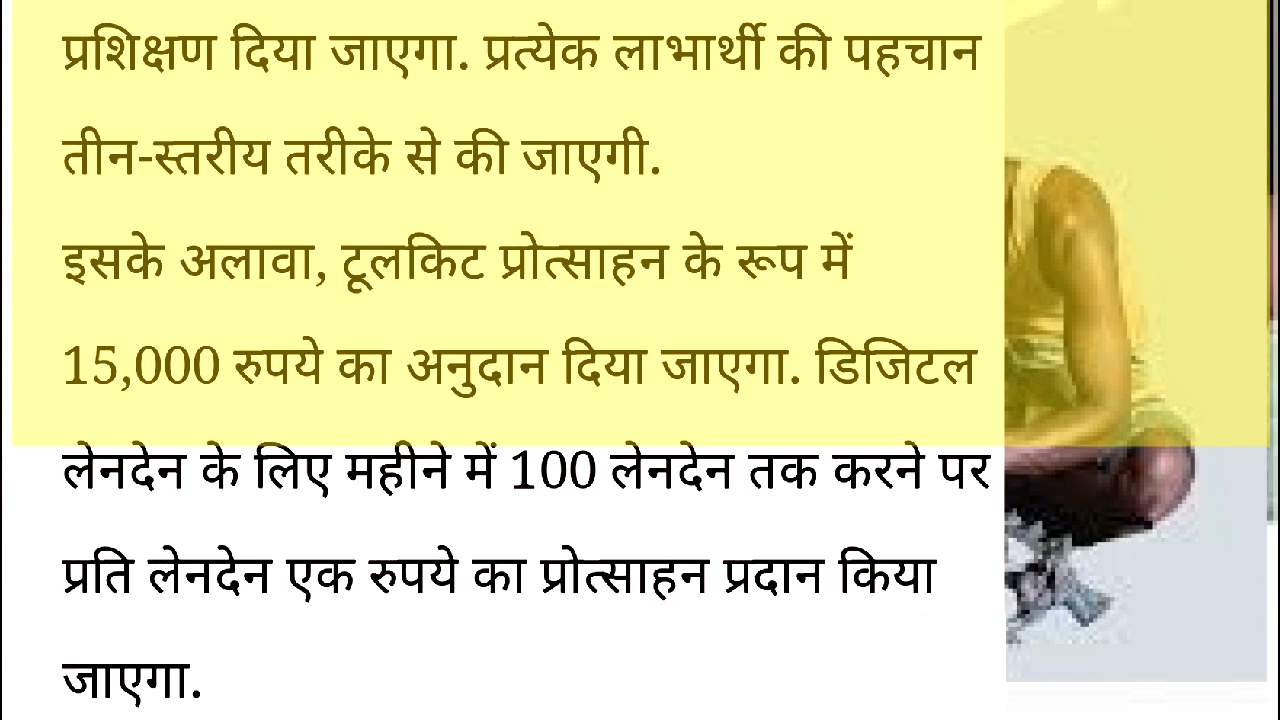 प्रशिक्षण दिया जाएगा. प्रत्येक लाभार्थी की पहचान
तीन-स्तरीय तरीके से की जाएगी.
इसके अलावा, टूलकिट प्रोत्साहन के रूप में
15,000 रुपये का अनुदान दिया जाएगा. डिजिटल
लेनदेन के लिए महीने में 100 लेनदेन तक करने पर
प्रति लेनदेन एक रुपये का प्रोत्साहन प्रदान किया
जाएगा.